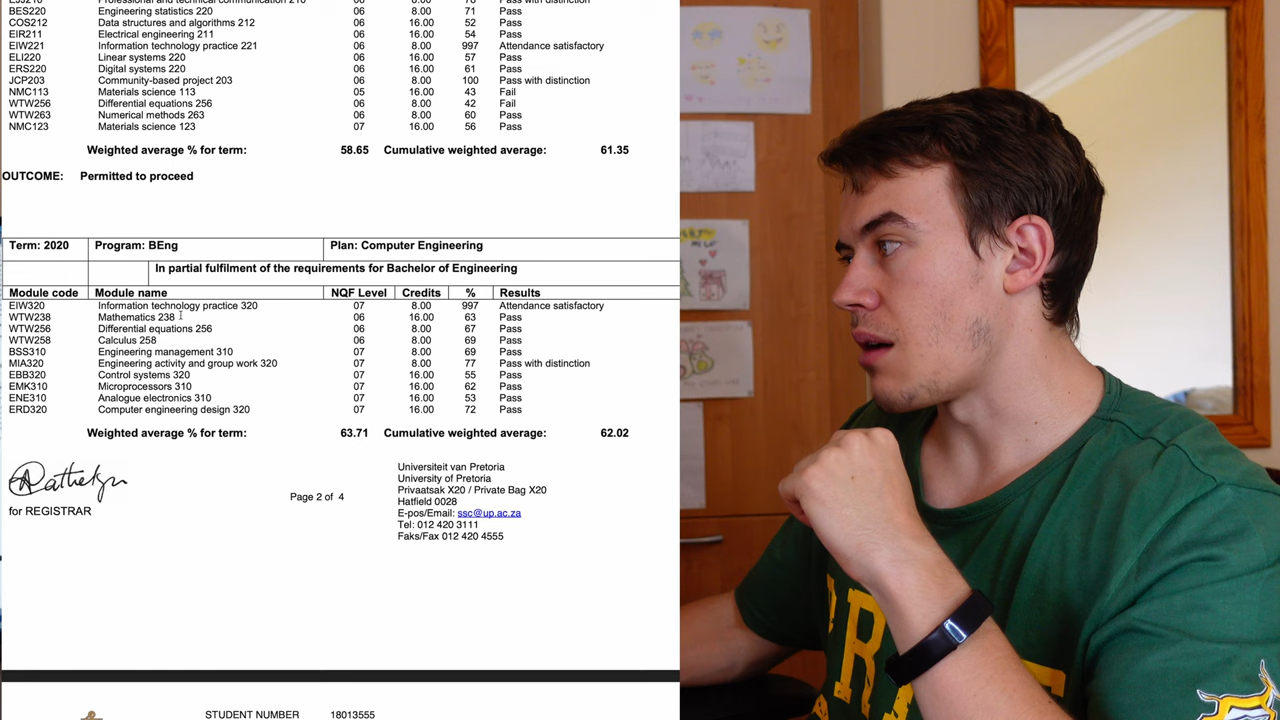 BES220 Engineering statistics 220 06 8.00 71 Pass
COS212 Data structures and algorithms 212 06 16.00 52 Pass
EIR211 Electrical engineering 211 06 16.00 54 Pass
EIW221 Information technology practice 221 06 8.00 997 Attendance satisfactory
ELI220 Linear systems 220 06 16.00 57 Pass
ERS220 Digital systems 220 06 16.00 61 Pass
JCP203 Community-based project 203 06 8.00 100 Pass with distinction
NMC113 Materials science 113 05 16.00 43 Fail
WTW256 Differential equations 256 06 8.00 42 Fail
WTW263 Numerical methods 263 06 8.00 60 Pass
NMC123 Materials science 123 07 16.00 56 Pass
Weighted average % for term: 58.65 Cumulative weighted average: 61.35
OUTCOME: Permitted to proceed
Term: 2020 Program: BEng Plan: Computer Engineering
In partial fulfilment of the requirements for Bachelor of Engineering
Module code Module name NQF Level Credits % Results
EIW320 Information technology practice 320 07 8.00 997 Attendance satisfactory
WTW238 Mathematics 238 06 16.00 63 Pass
WTW256 Differential equations 256 06 8.00 67 Pass
WTW258 Calculus 258 06 8.00 69 Pass
BSS310 Engineering management 310 07 8.00 69 Pass
MIA320 Engineering activity and group work 320 07 8.00 77 Pass with distinction
EBB320 Control systems 320 07 16.00 55 Pass
EMK310 Microprocessors 310 07 16.00 62 Pass
ENE310 Analogue electronics 310 07 16.00 53 Pass
ERD320 Computer engineering design 320 07 16.00 72 Pass
Weighted average % for term: 63.71 Cumulative weighted average: 62.02
for REGISTRAR
Page 2 of 4
Universiteit van Pretoria
University of Pretoria
Privaatsak X20 / Private Bag X20
Hatfield 0028
E-pos/Email: ssc@up.ac.za
Tel: 012 420 3111
Faks/Fax 012 420 4555
STUDENT NUMBER 18013555